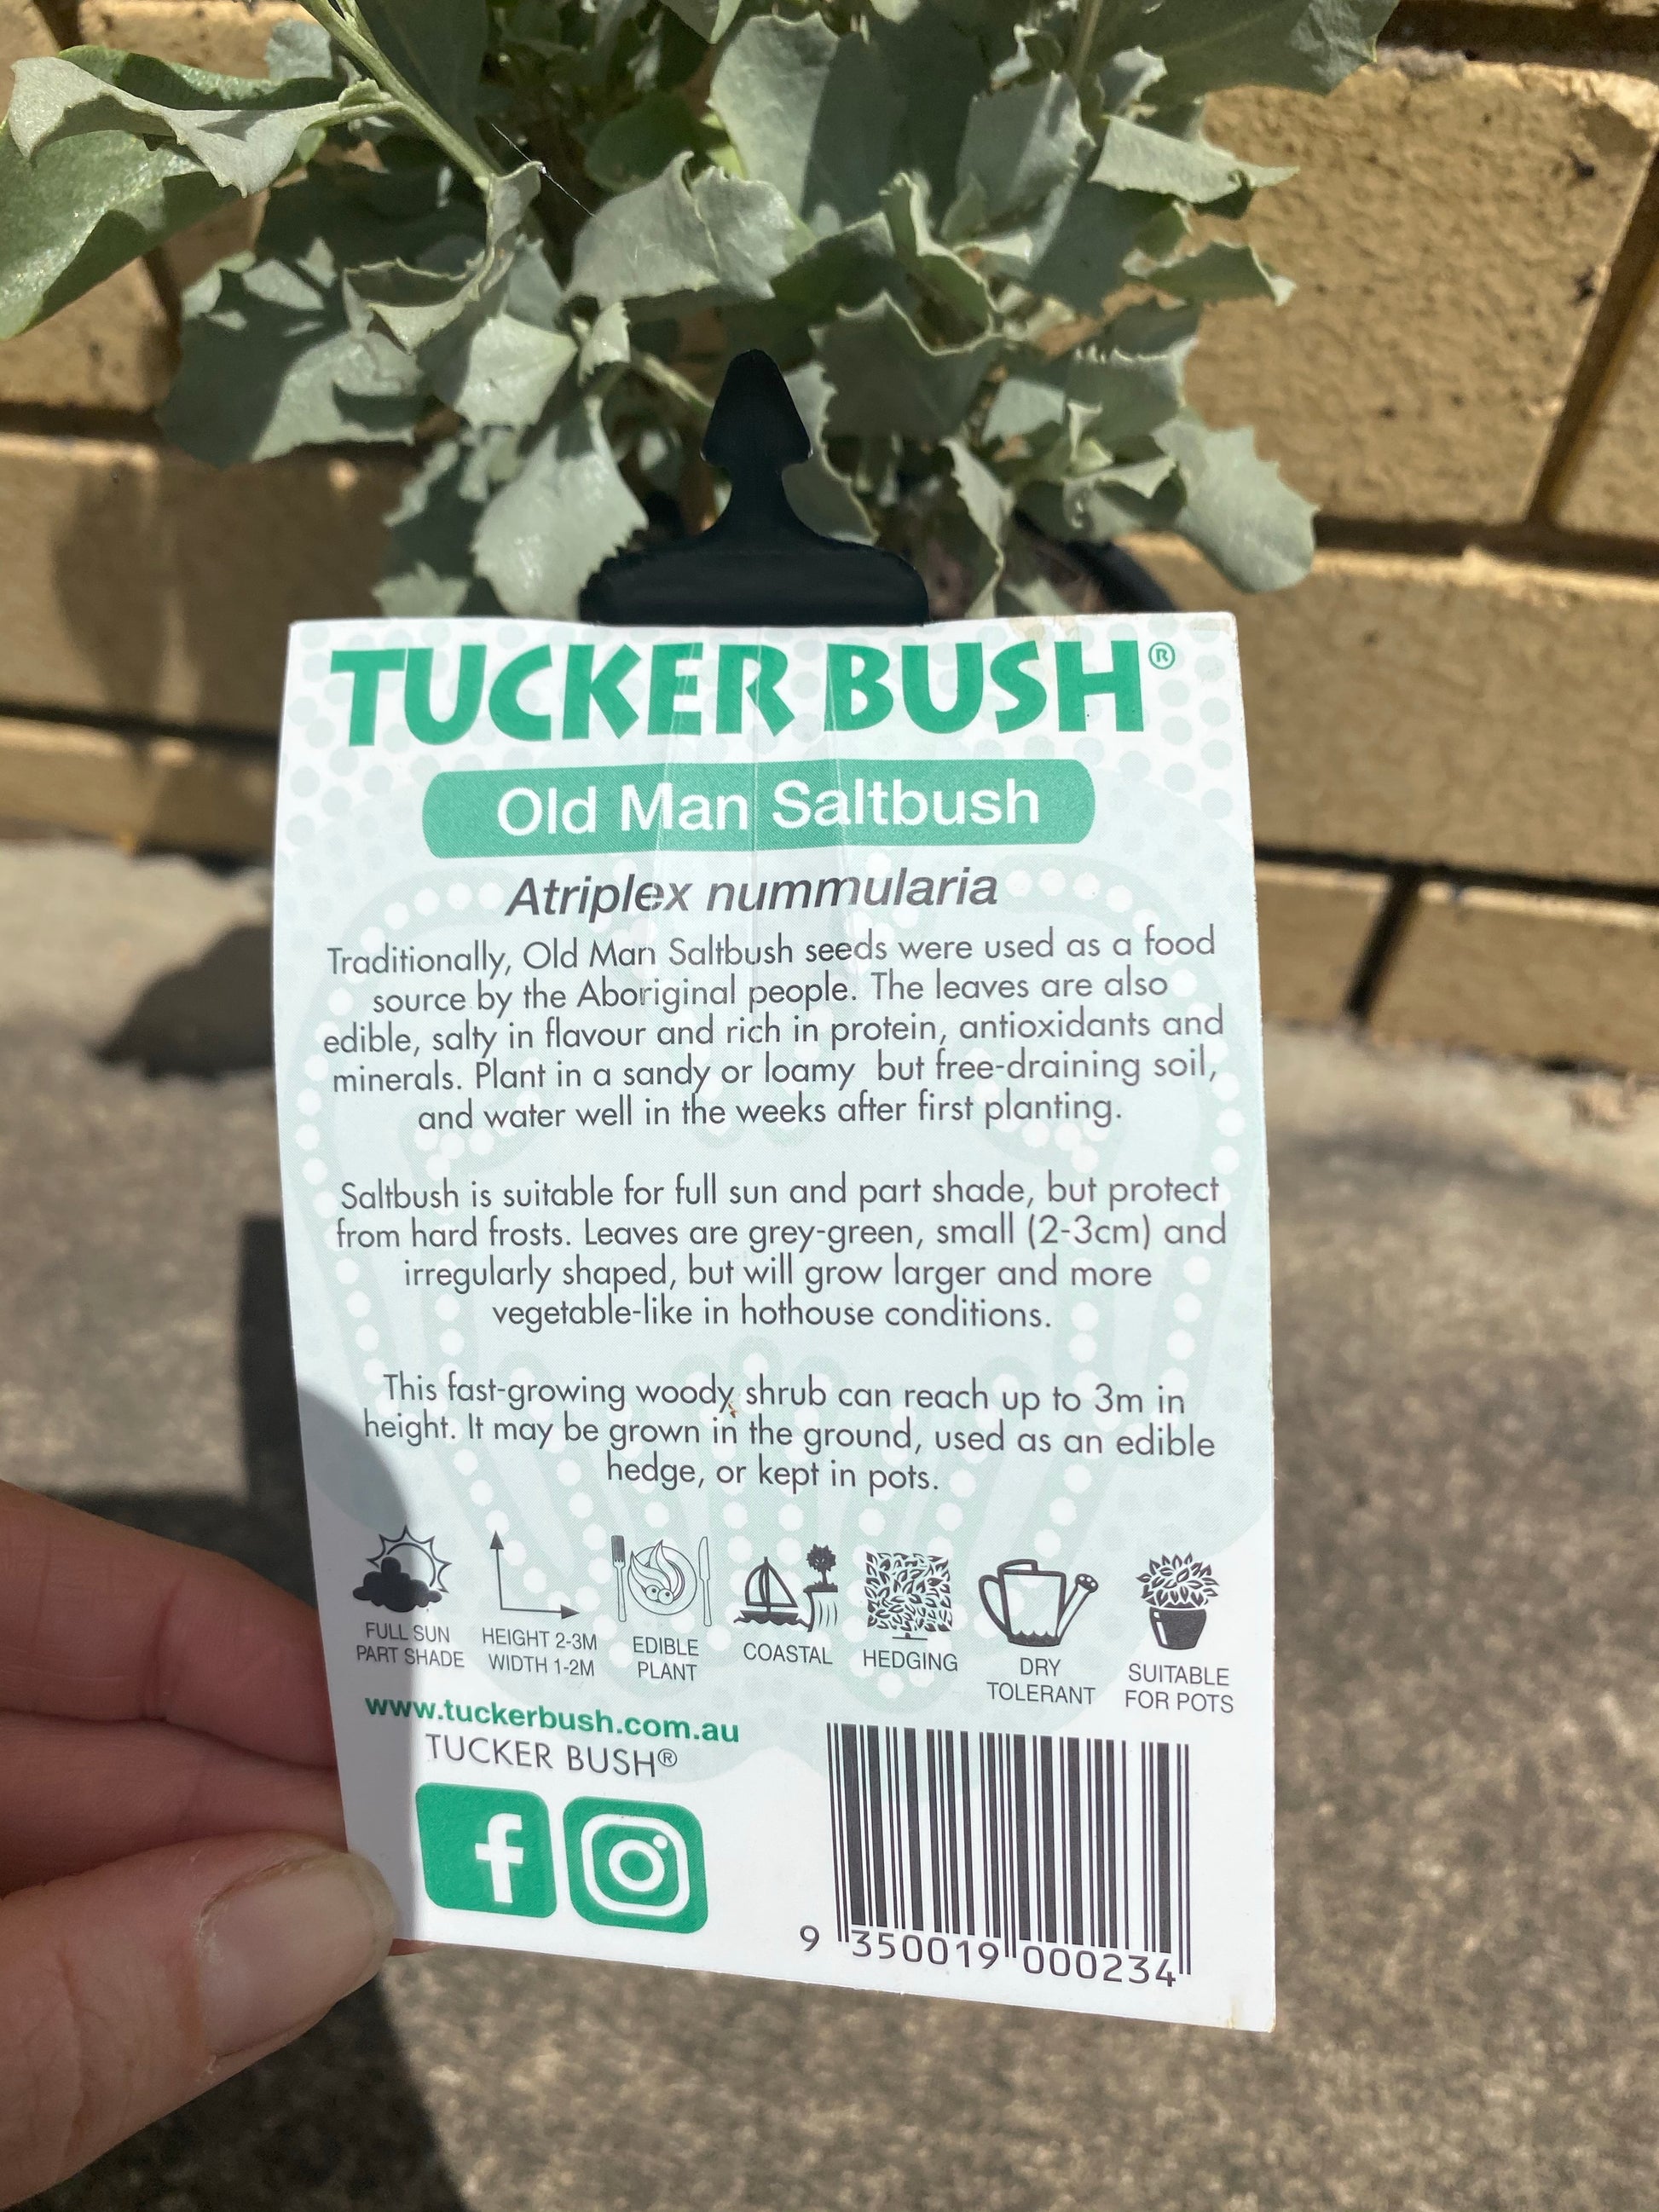 TUCKER BUSH®
Old Man Saltbush
Atriplex nummularia
Traditionally, Old Man Saltbush seeds were used as a food
source by the Aboriginal people. The leaves are also
edible, salty in flavour and rich in protein, antioxidants and
minerals. Plant in a sandy or loamy but free-draining soil,
and water well in the weeks after first planting.
Saltbush is suitable for full sun and part shade, but protect
from hard frosts. Leaves are grey-green, small (2-3cm) and
irregularly shaped, but will grow larger and more
vegetable-like in hothouse conditions.
This fast-growing woody shrub can reach up to 3m in
height. It may be grown in the ground, used as an edible
hedge, or kept in pots.
FULL SUN
PART SHADE
HEIGHT 2-3M
WIDTH 1-2M
EDIBLE
PLANT
COASTAL
HEDGING
DRY
TOLERANT
SUITABLE
FOR POTS
www.tuckerbush.com.au
TUCKER BUSH®
f
9 350019 000234